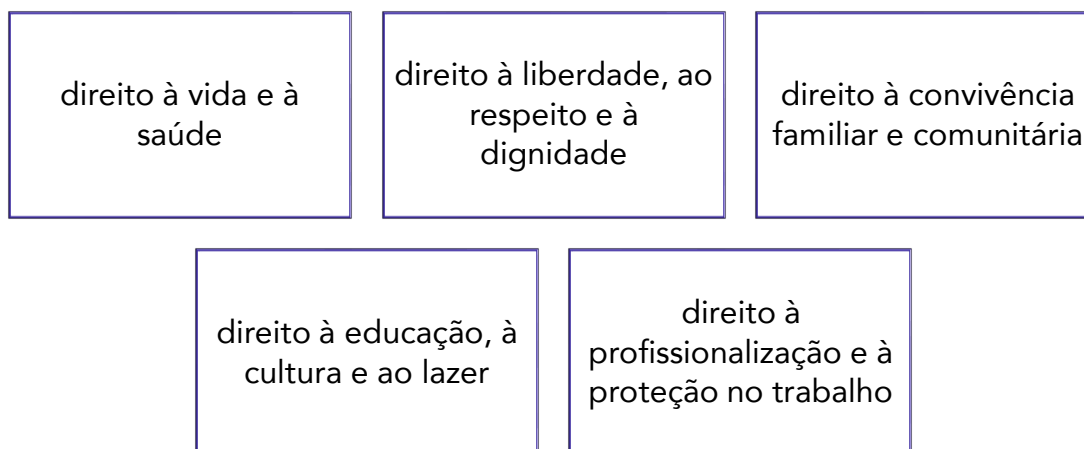 direito à vida e à
saúde
direito à liberdade, ao
respeito e à
dignidade
direito à convivência
familiar e comunitária
direito à educação, à
cultura e ao lazer
direito à
profissionalização e à
proteção no trabalho